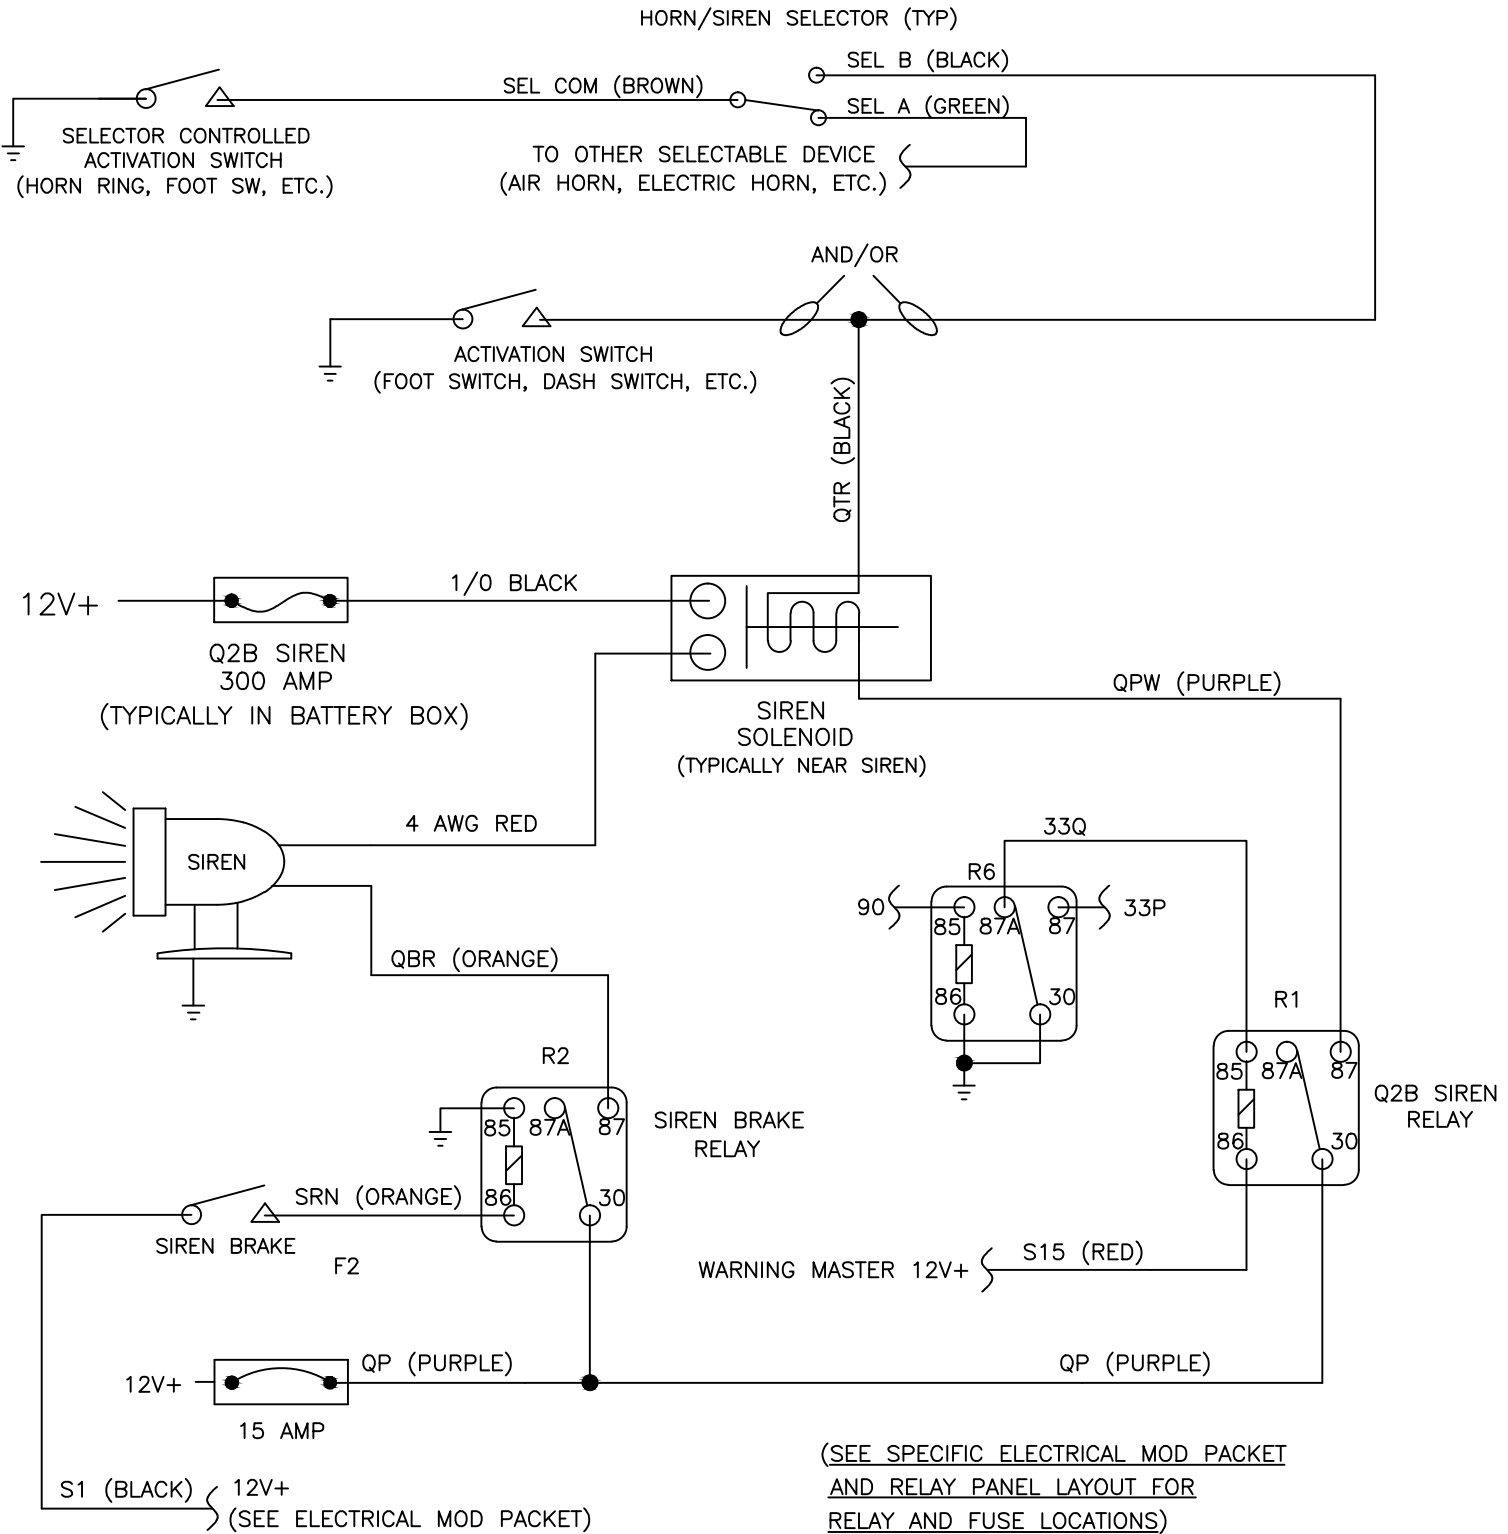 HORN/SIREN SELECTOR (TYP)
SEL B (BLACK)
SEL COM (BROWN)
SEL A (GREEN)
SELECTOR CONTROLLED
ACTIVATION SWITCH
(HORN RING, FOOT SW, ETC.)
TO OTHER SELECTABLE DEVICE
(AIR HORN, ELECTRIC HORN, ETC.)
AND/OR
ACTIVATION SWITCH
(FOOT SWITCH, DASH SWITCH, ETC.)
QTR (BLACK)
12V+
1/0 BLACK
Q2B SIREN
300 AMP
(TYPICALLY IN BATTERY BOX)
QPW (PURPLE)
SIREN
SOLENOID
(TYPICALLY NEAR SIREN)
4 AWG RED
SIREN
33Q
R6
90
33P
85
87A
87
86
30
QBR (ORANGE)
R1
85
87A
87
86
30
Q2B SIREN
RELAY
R2
85
87A
87
86
30
SIREN BRAKE
RELAY
SRN (ORANGE)
SIREN BRAKE
F2
WARNING MASTER 12V+
S15 (RED)
12V+
QP (PURPLE)
QP (PURPLE)
15 AMP
S1 (BLACK)
12V+
(SEE ELECTRICAL MOD PACKET)
(SEE SPECIFIC ELECTRICAL MOD PACKET
AND RELAY PANEL LAYOUT FOR
RELAY AND FUSE LOCATIONS)